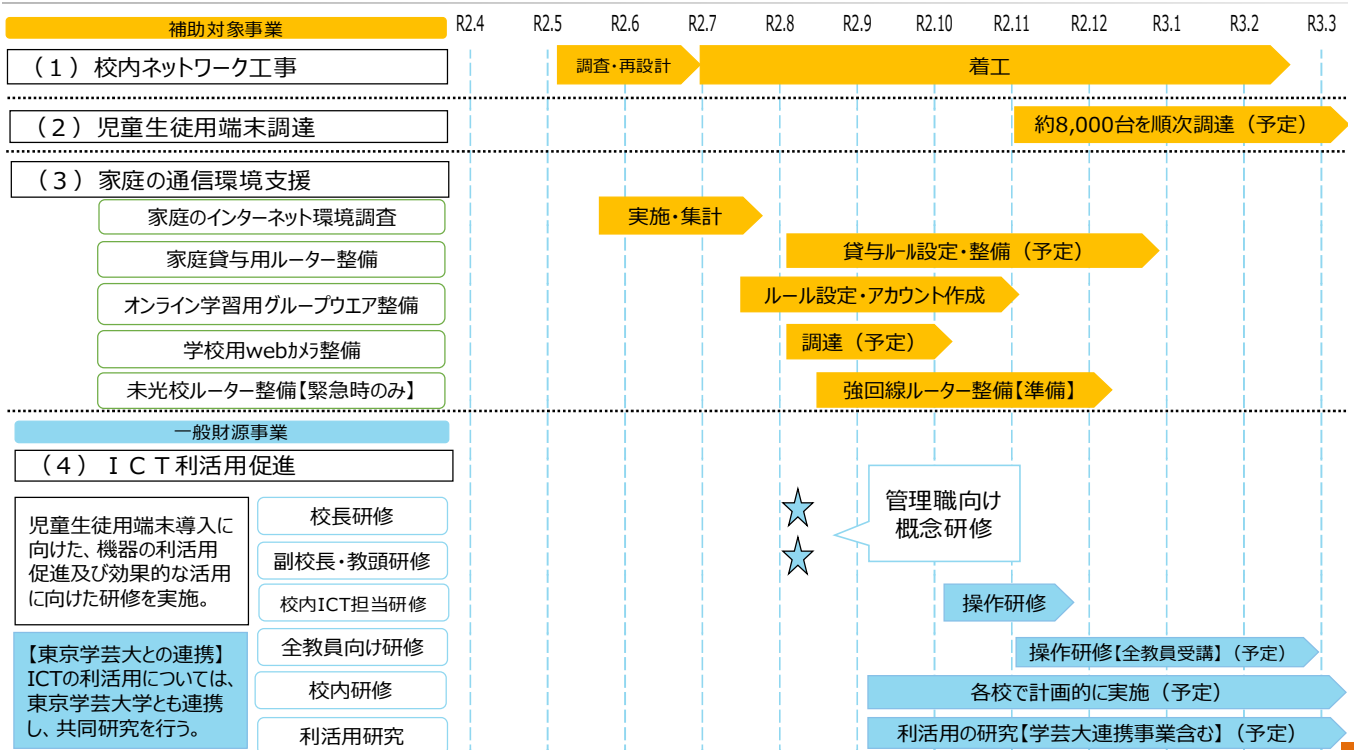 補助対象事業
R2.4 R2.5 R2.6 R2.7 R2.8 R2.9 R2.10 R2.11 R2.12 R3.1 R3.2 R3.3
（１）校内ネットワーク工事
調査・再設計
着工
（２）児童生徒用端末調達
約8,000台を順次調達（予定）
（３）家庭の通信環境支援
家庭のインターネット環境調査
実施・集計
家庭貸与用ルーター整備
貸与ﾙｰﾙ設定・整備（予定）
オンライン学習用グループウエア整備
ルール設定・アカウント作成
学校用webｶﾒﾗ整備
調達（予定）
未光校ルーター整備【緊急時のみ】
強回線ルーター整備【準備】
一般財源事業
（４）ＩＣＴ利活用促進
児童生徒用端末導入に
向けた、機器の利活用
促進及び効果的な活用
に向けた研修を実施。
【東京学芸大との連携】
ICTの利活用については、
東京学芸大学とも連携
し、共同研究を行う。
校長研修
副校長・教頭研修
管理職向け
概念研修
校内ICT担当研修
操作研修
全教員向け研修
操作研修【全教員受講】（予定）
校内研修
各校で計画的に実施（予定）
利活用研究
利活用の研究【学芸大連携事業含む】（予定）